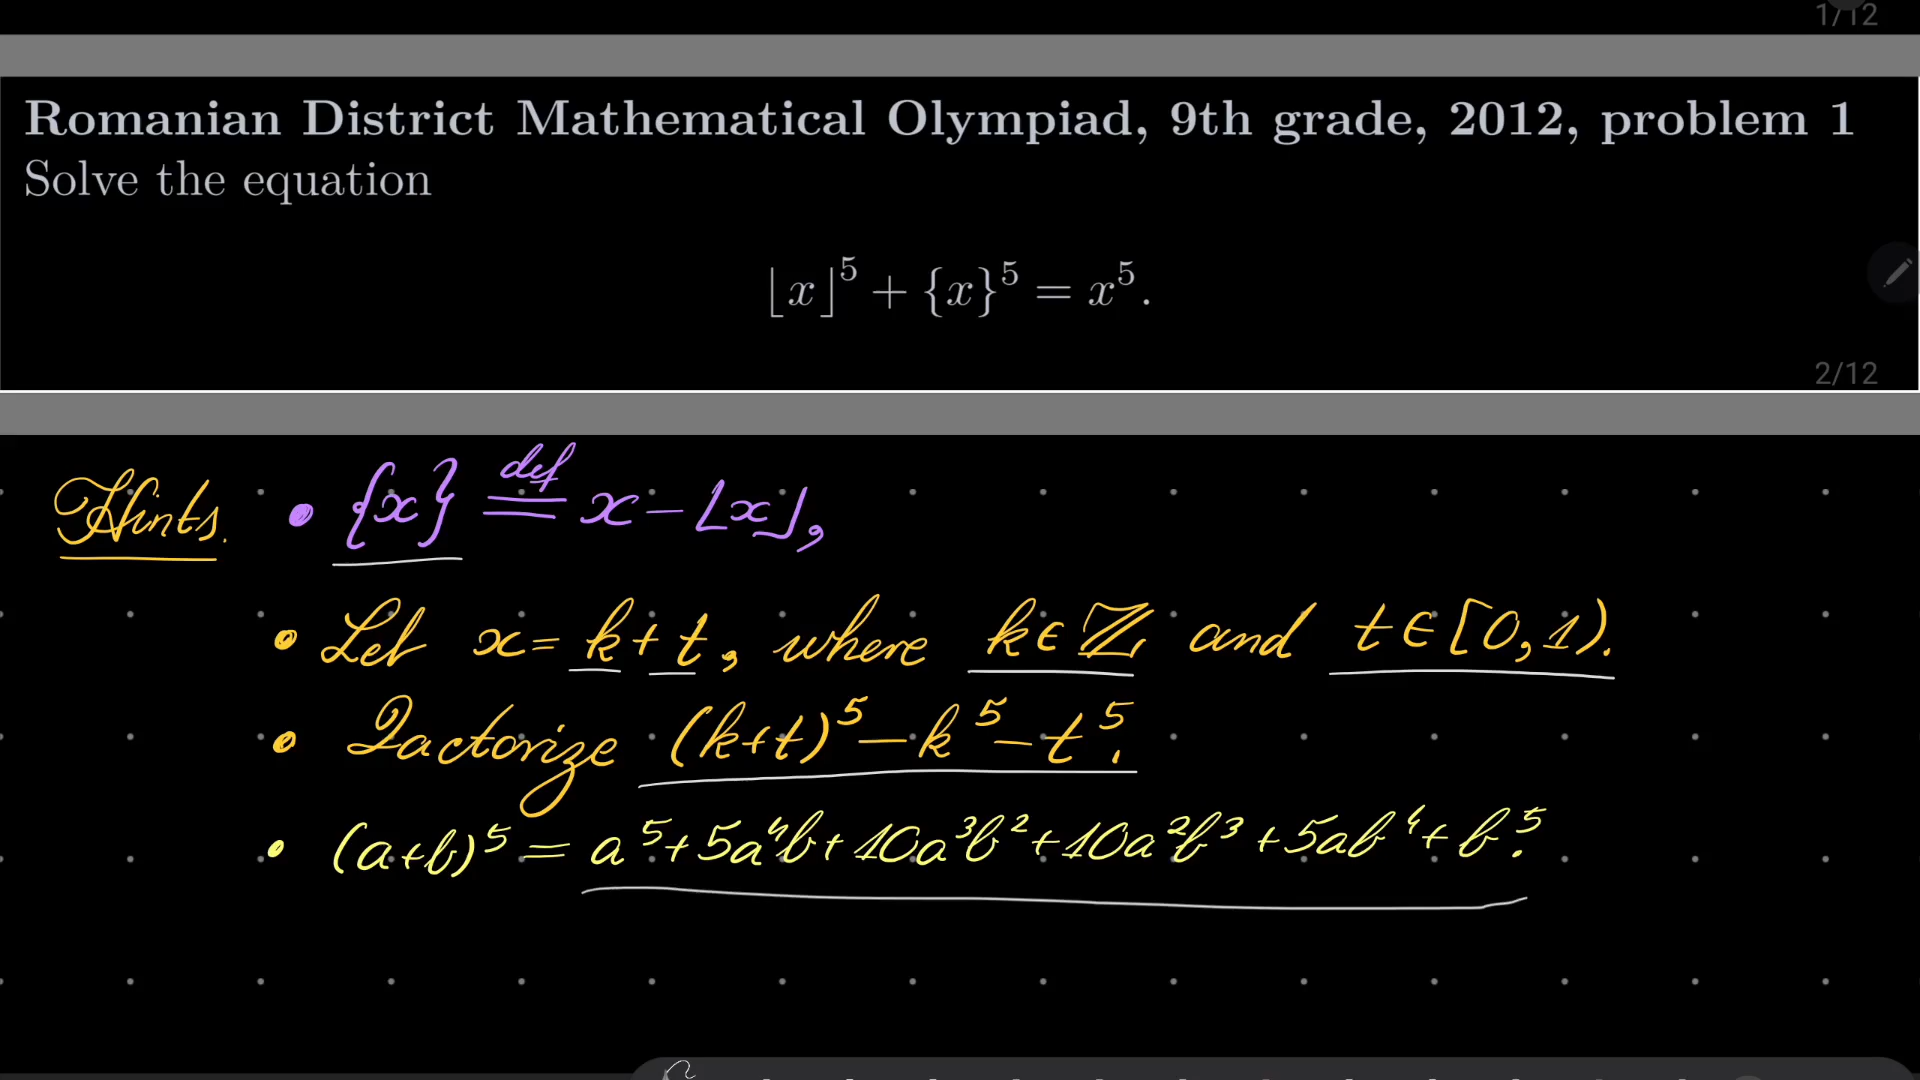 1/12
Romanian District Mathematical Olympiad, 9th grade, 2012, problem 1
Solve the equation
⌊x⌋⁵ + {x}⁵ = x⁵.
2/12
Hints. • {x} ≝ x − ⌊x⌋,
• Let x = k + t, where k ∈ ℤ, and t ∈ [0, 1).
• Factorize (k+t)⁵ − k⁵ − t⁵.
• (a+b)⁵ = a⁵ + 5a⁴b + 10a³b² + 10a²b³ + 5ab⁴ + b⁵.